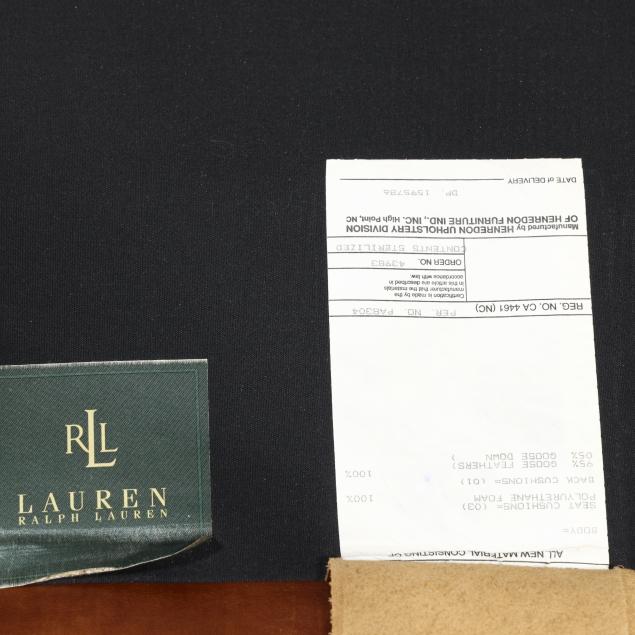 RLL
LAUREN
RALPH LAUREN
ALL NEW MATERIAL CONSISTING OF
BODY=
SEAT CUSHIONS= (03)
POLYURETHANE FOAM 100%
BACK CUSHIONS= (01)
95% GOOSE FEATHERS) 100%
05% GOOSE DOWN )
REG. NO. CA 4461 (NC) PER. NO. PA8304
Certification is made by the
manufacturer that the materials
in this article are described in
accordance with law.
ORDER NO. 43983
CONTENTS STERILIZED
Manufactured by HENREDON UPHOLSTERY DIVISION
OF HENREDON FURNITURE IND., INC. High Point, NC
DP. 1595786
DATE of DELIVERY